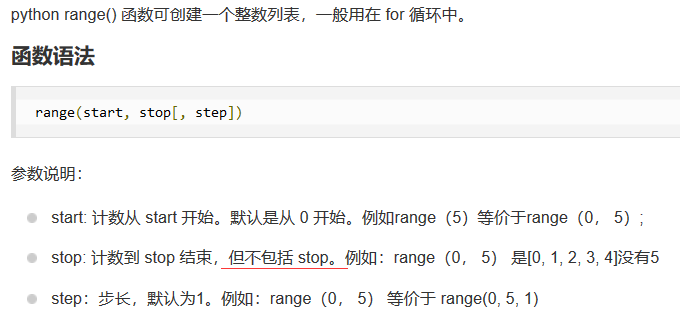 python range() 函数可创建一个整数列表，一般用在 for 循环中。
函数语法
range(start, stop[, step])
参数说明：
start: 计数从 start 开始。默认是从 0 开始。例如range（5）等价于range（0， 5）;
stop: 计数到 stop 结束，但不包括 stop。例如：range（0， 5） 是[0, 1, 2, 3, 4]没有5
step：步长，默认为1。例如：range（0， 5） 等价于 range(0, 5, 1)